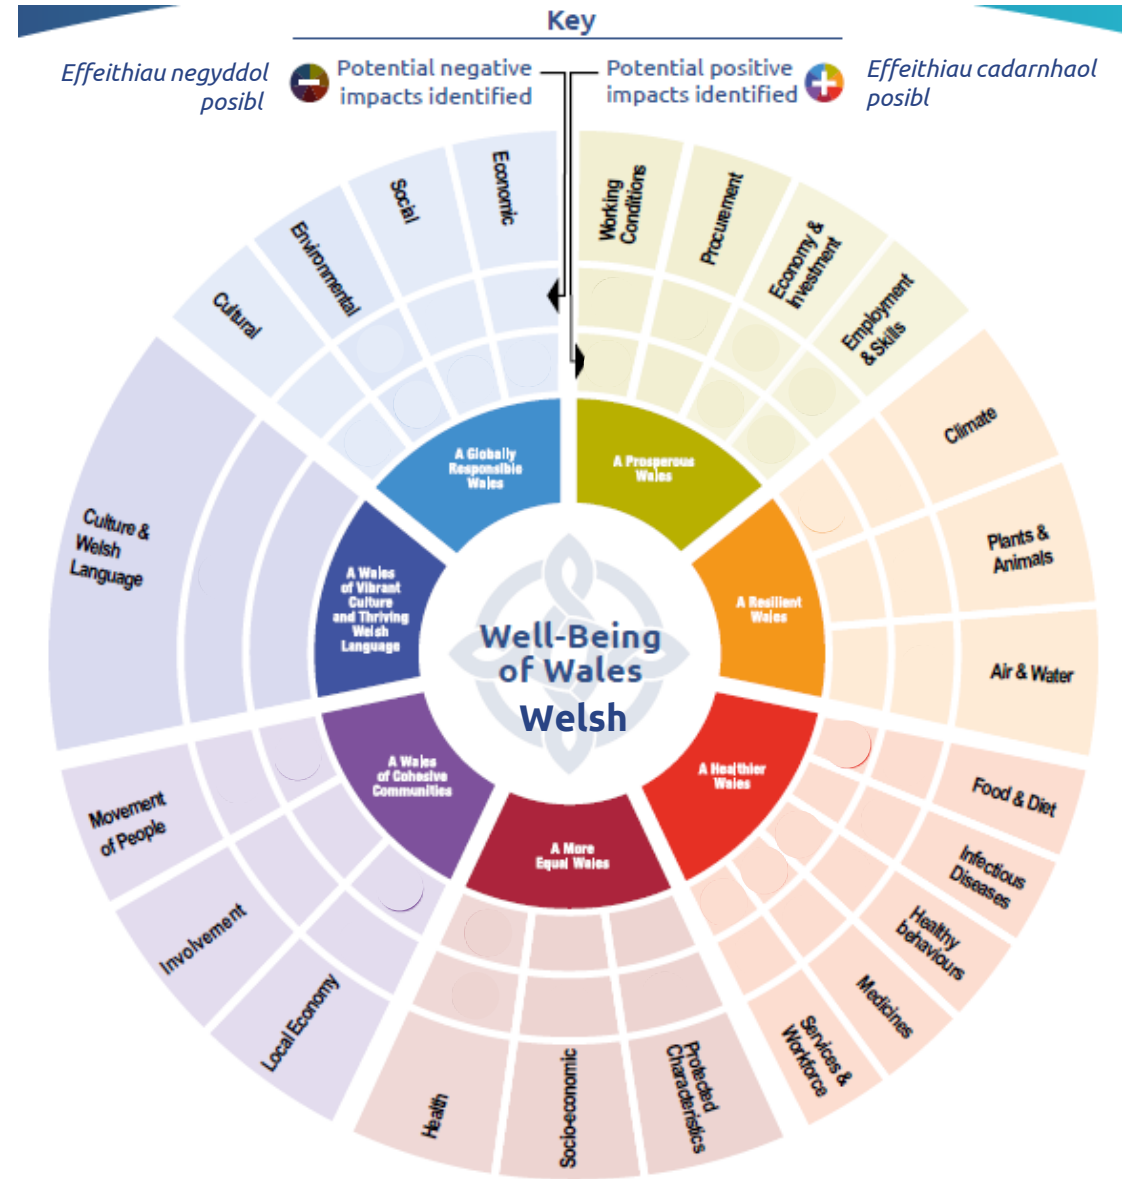 Key
Effeithiau negyddol
posibl
Potential negative
impacts identified
Potential positive
impacts identified
Effeithiau cadarnhaol
posibl
Cultural
Environmental
Social
Economic
Working
Conditions
Procurement
Economy &
Investment
Employment
& Skills
Climate
Plants &
Animals
Air & Water
Food & Diet
Infectious
Diseases
Healthy
behaviours
Medicines
Services &
Workforce
Protected
Characteristics
Socio-economic
Health
Local Economy
Involvement
Movement
of People
Culture &
Welsh
Language
A Globally
Responsible
Wales
A Prosperous
Wales
A Resilient
Wales
A Healthier
Wales
A More
Equal Wales
A Wales
of Cohesive
Communities
A Wales
of Vibrant
Culture
and Thriving
Welsh
Language
Well-Being
of Wales
Welsh